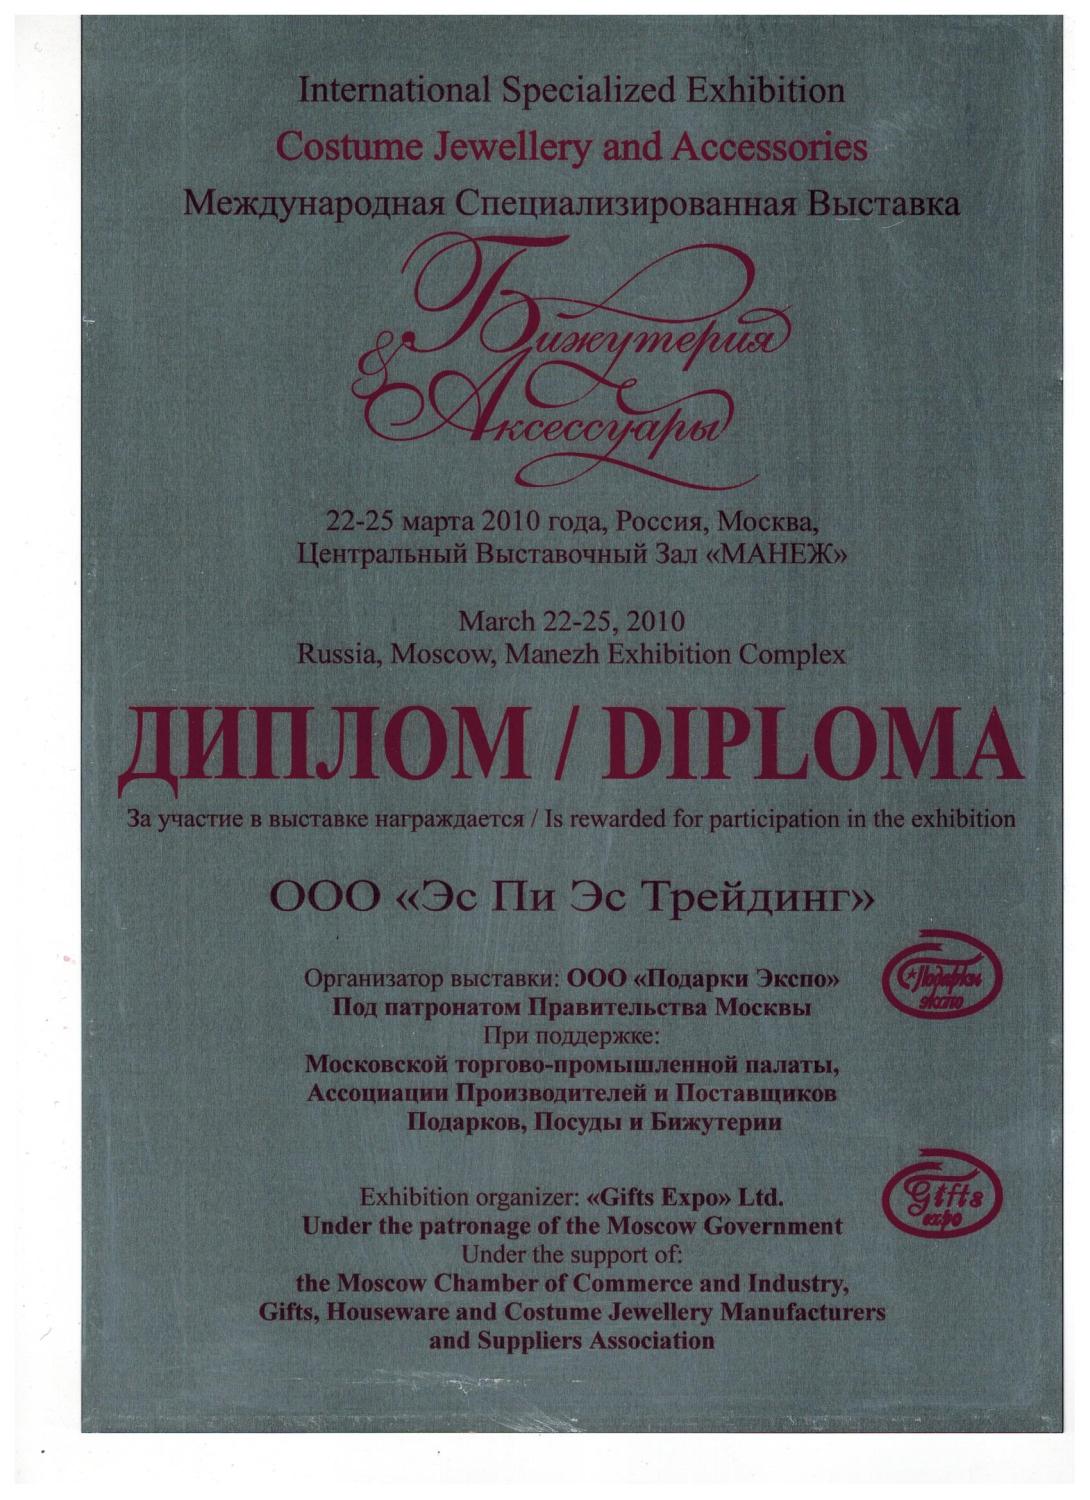 International Specialized Exhibition
Costume Jewellery and Accessories
Международная Специализированная Выставка
Бижутерия
& Аксессуары
22-25 марта 2010 года, Россия, Москва,
Центральный Выставочный Зал «МАНЕЖ»
March 22-25, 2010
Russia, Moscow, Manezh Exhibition Complex
ДИПЛОМ / DIPLOMA
За участие в выставке награждается / Is rewarded for participation in the exhibition
ООО «Эс Пи Эс Трейдинг»
Организатор выставки: ООО «Подарки Экспо»
Под патронатом Правительства Москвы
При поддержке:
Московской торгово-промышленной палаты,
Ассоциации Производителей и Поставщиков
Подарков, Посуды и Бижутерии
Подарки
экспо
Exhibition organizer: «Gifts Expo» Ltd.
Under the patronage of the Moscow Government
Under the support of:
the Moscow Chamber of Commerce and Industry,
Gifts, Houseware and Costume Jewellery Manufacturers
and Suppliers Association
Gifts
expo